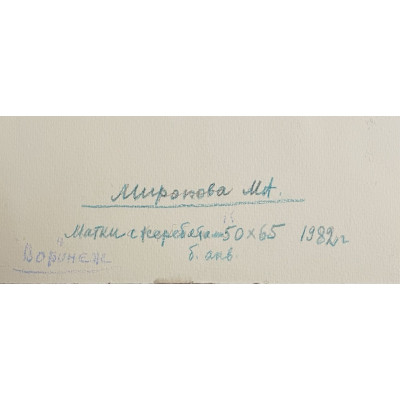 Миронова М.А.
Матки с жеребятами 50×65 1982 г
б. акв.
"Воронеж"